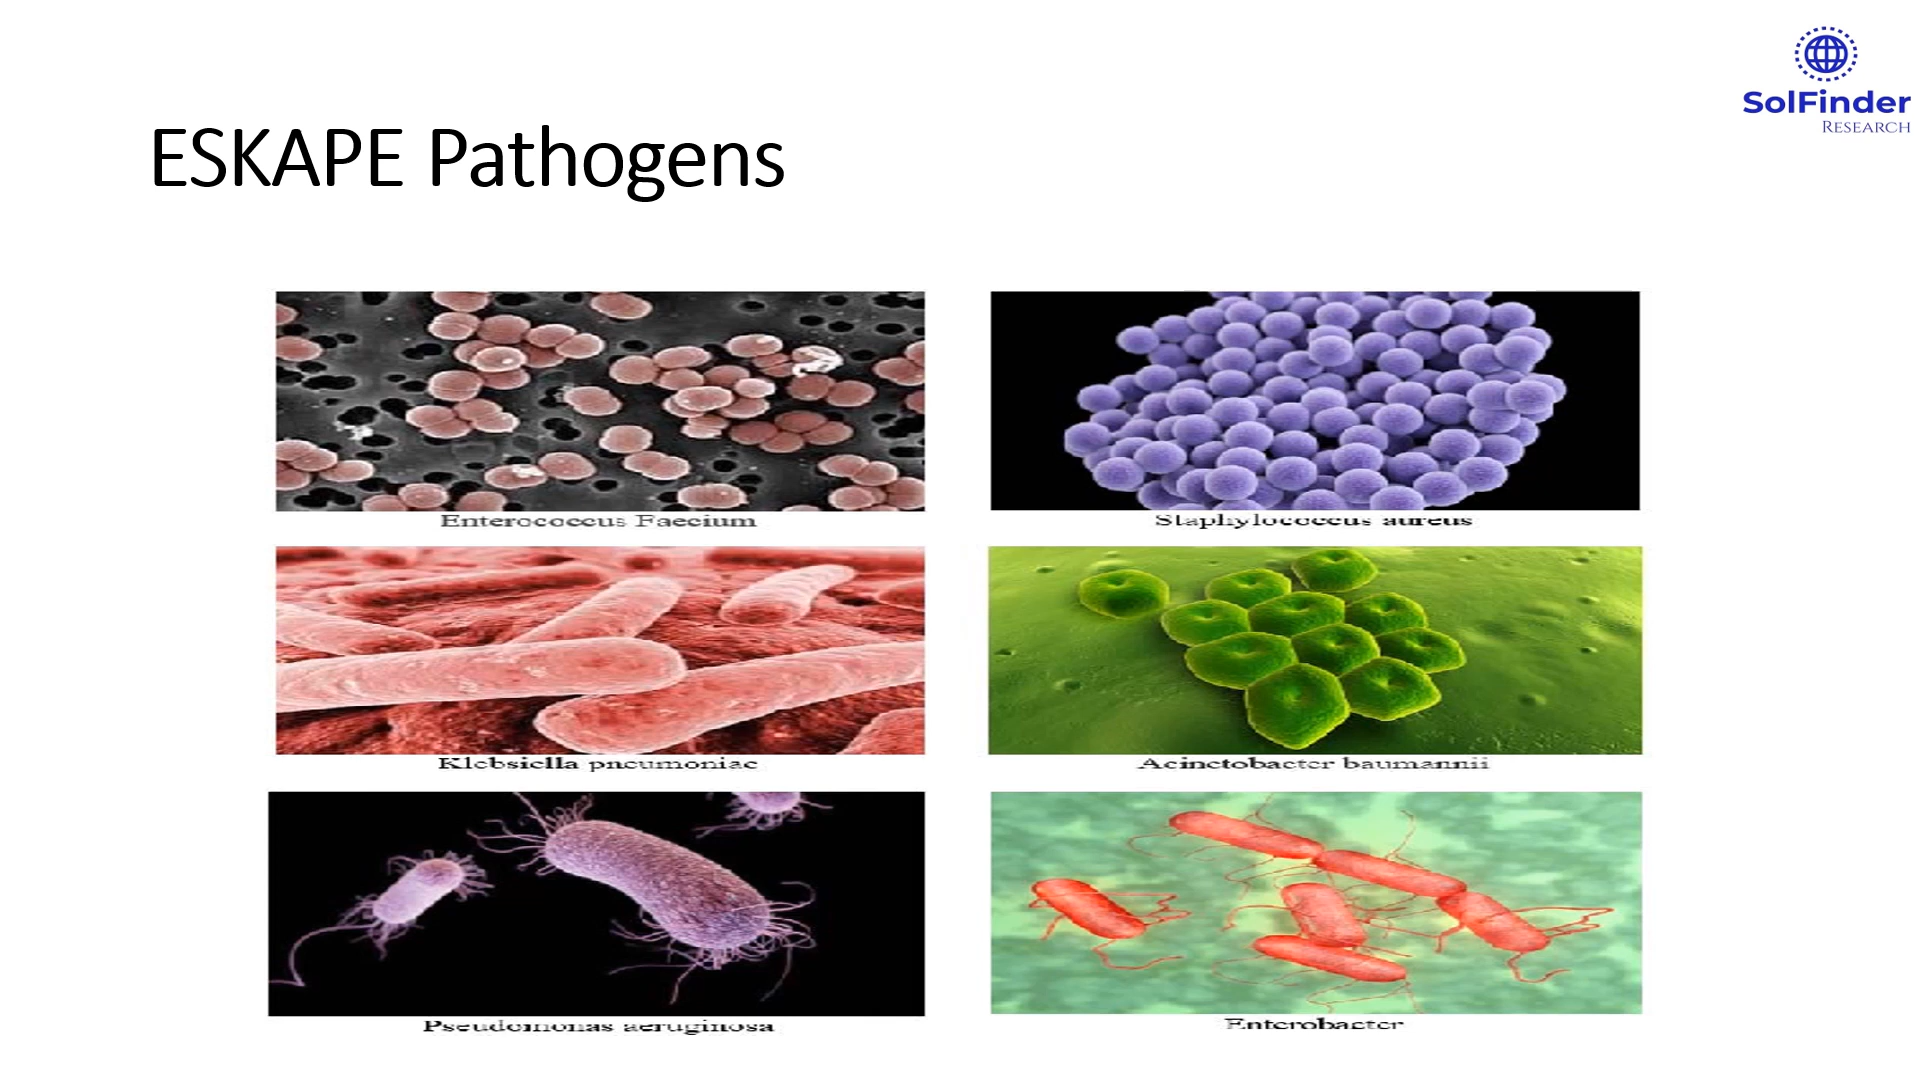 SolFinder
RESEARCH
ESKAPE Pathogens
Enterococcus Faecium
Staphylococcus aureus
Klebsiella pneumoniae
Acinetobacter baumannii
Pseudomonas aeruginosa
Enterobacter